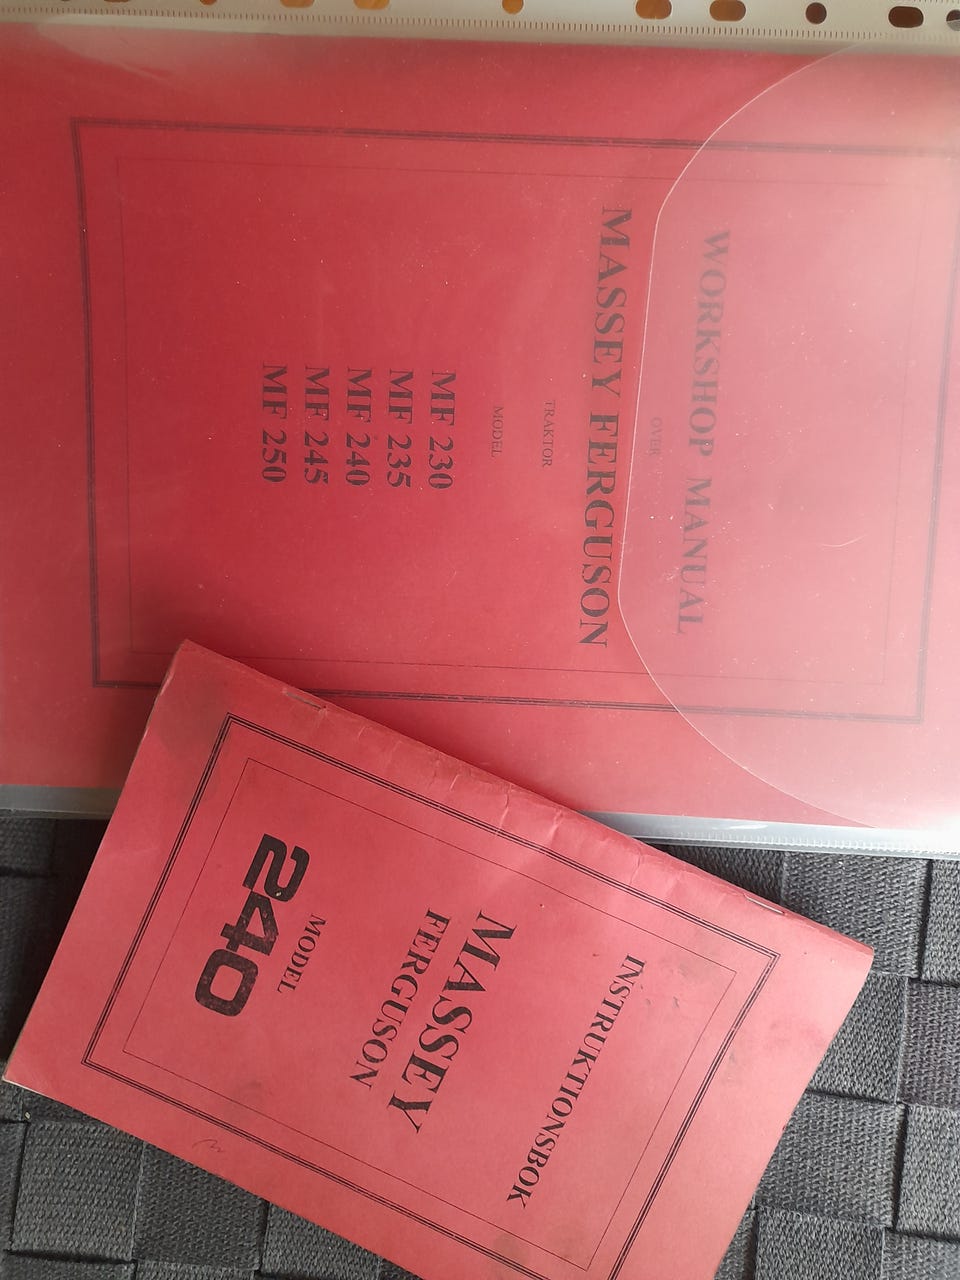 WORKSHOP MANUAL
OVER
MASSEY FERGUSON
TRAKTOR
MODEL
MF 230
MF 235
MF 240
MF 245
MF 250
INSTRUKTIONSBOK
MASSEY
FERGUSON
MODEL
240